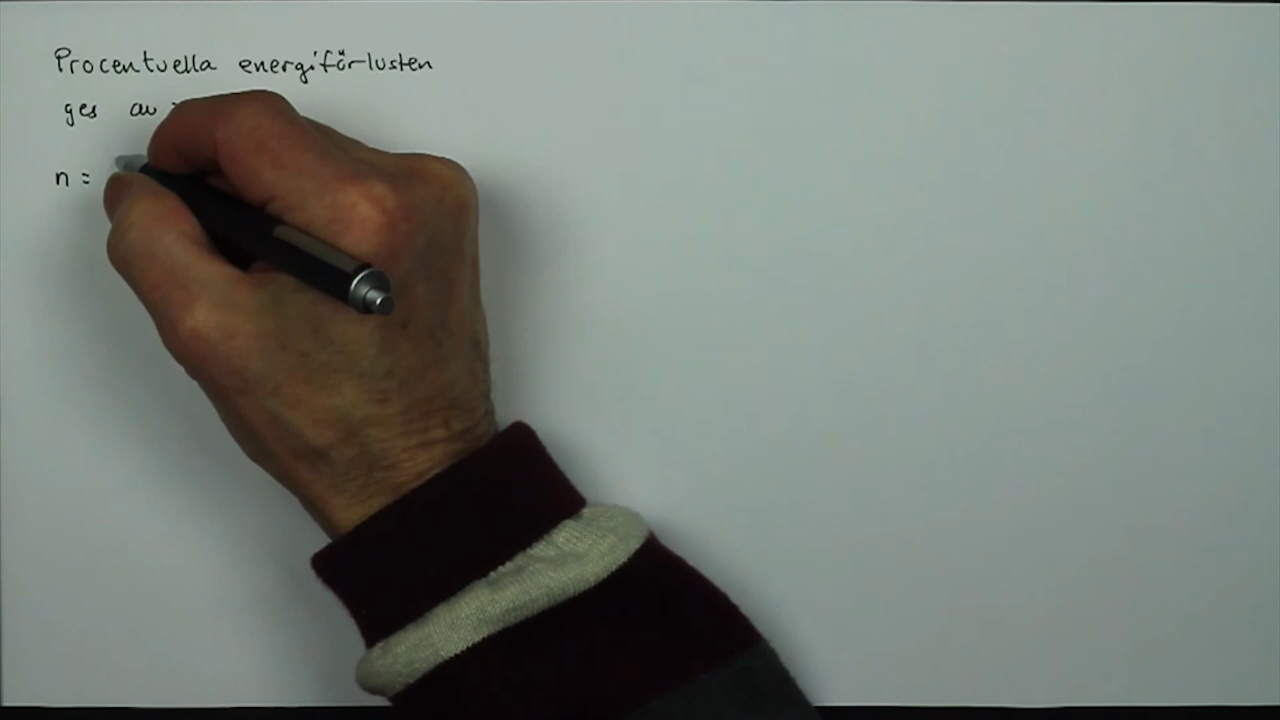 Procentuella energiförlusten
ges av
n =